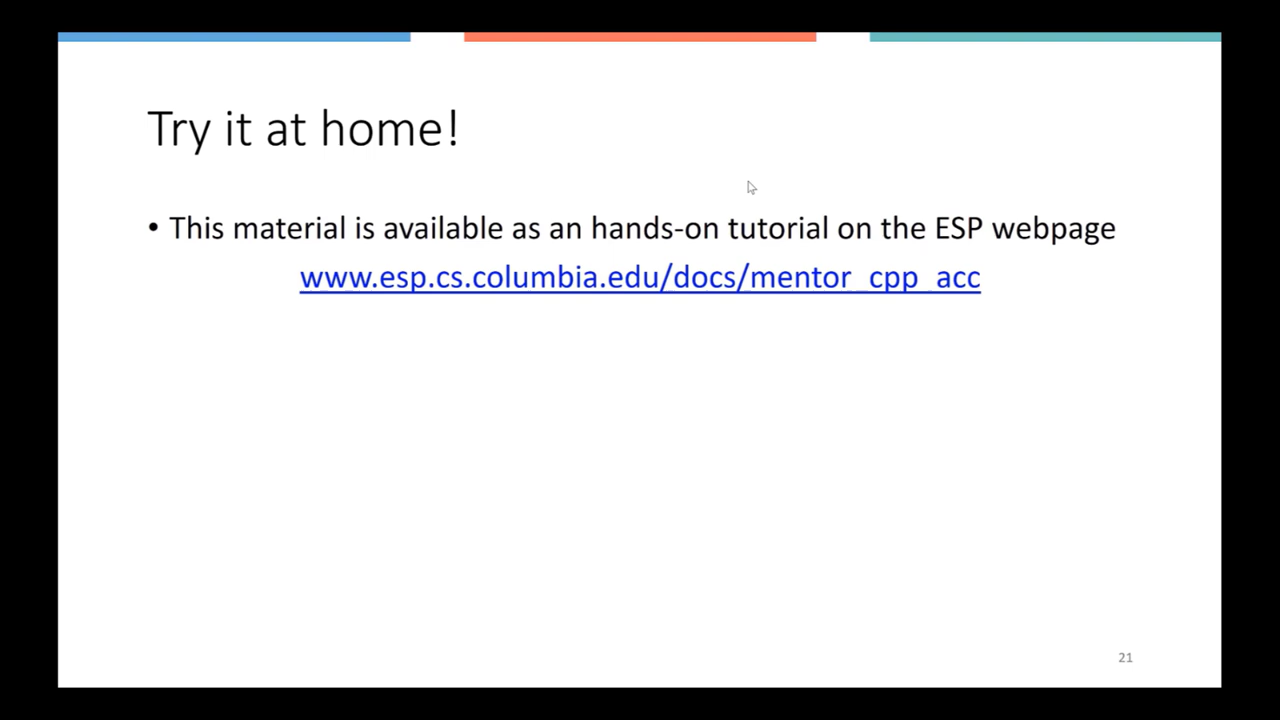 Try it at home!
• This material is available as an hands-on tutorial on the ESP webpage
www.esp.cs.columbia.edu/docs/mentor_cpp_acc
21